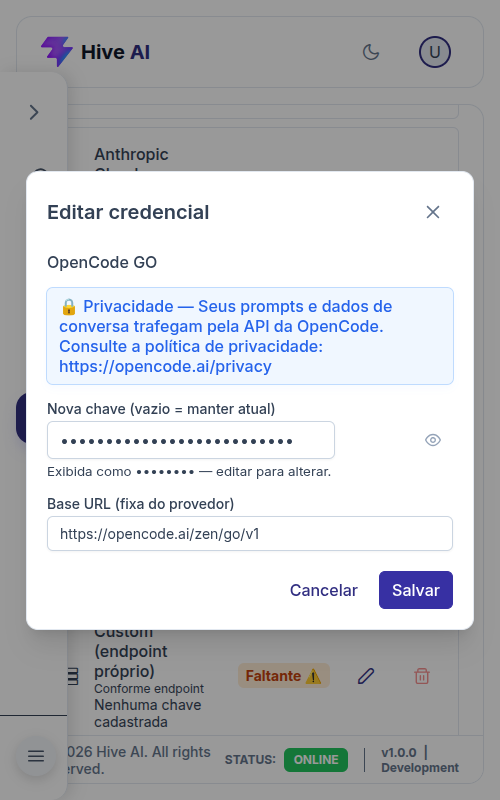 Hive AI
U
Anthropic
Editar credencial
OpenCode GO
🔒 Privacidade — Seus prompts e dados de
conversa trafegam pela API da OpenCode.
Consulte a política de privacidade:
https://opencode.ai/privacy
Nova chave (vazio = manter atual)
••••••••••••••••••••••••••
Exibida como •••••••• — editar para alterar.
Base URL (fixa do provedor)
https://opencode.ai/zen/go/v1
Cancelar
Salvar
Custom
(endpoint
próprio)
Conforme endpoint
Nenhuma chave
cadastrada
Faltante ⚠️
026 Hive AI. All rights
erved.
STATUS:
ONLINE
v1.0.0 |
Development